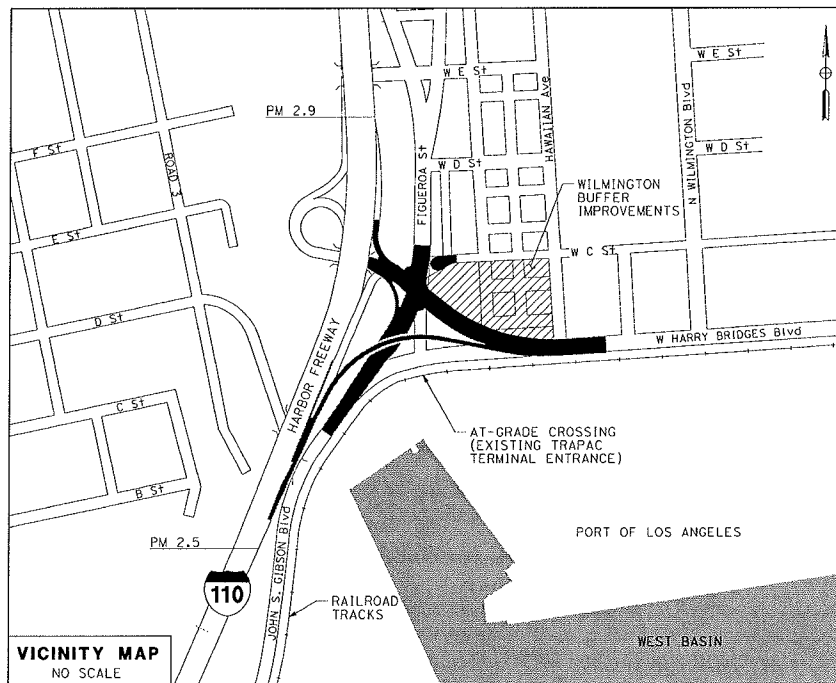 W E St
W E St
PM 2.9
HAWAIIAN Ave
N WILMINGTON Blvd
F St
ROAD 3
FIGUEROA St
W D St
W D St
WILMINGTON
BUFFER
IMPROVEMENTS
E St
W C St
D St
HARBOR FREEWAY
W HARRY BRIDGES Blvd
C St
AT-GRADE CROSSING
(EXISTING TRAPAC
TERMINAL ENTRANCE)
B St
PM 2.5
JOHN S. GIBSON Blvd
PORT OF LOS ANGELES
110
RAILROAD
TRACKS
WEST BASIN
VICINITY MAP
NO SCALE